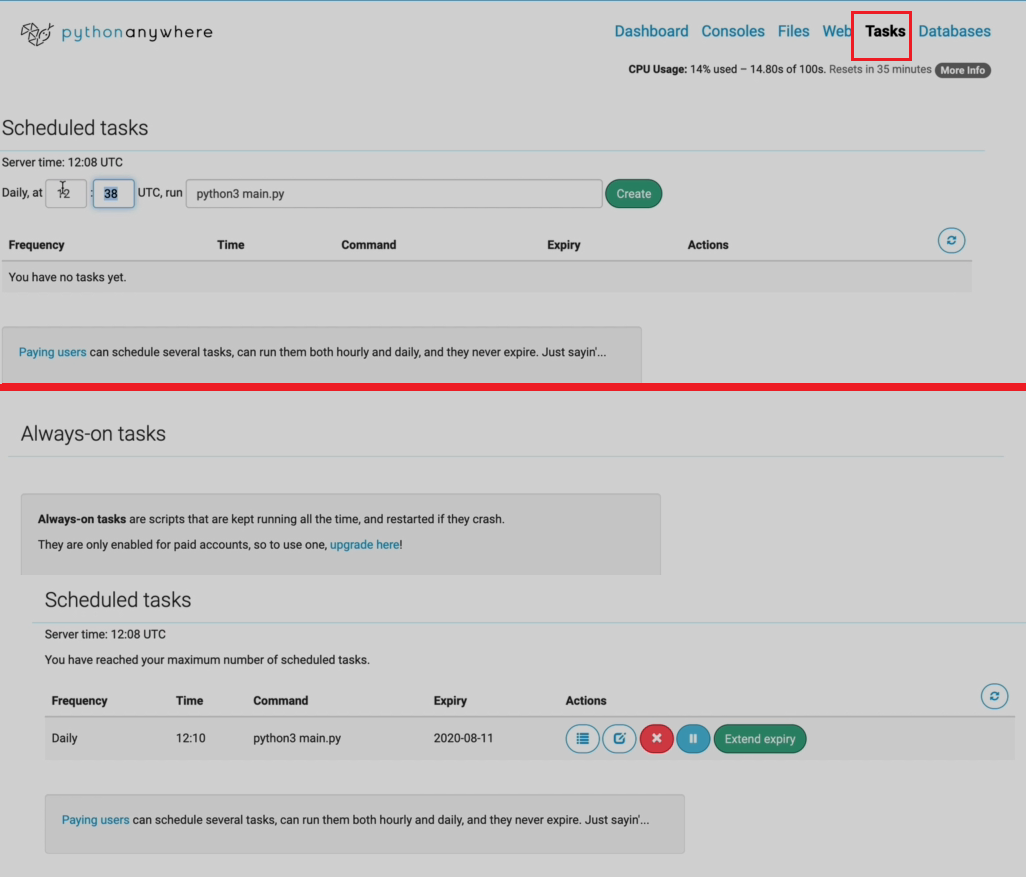 pythonanywhere
Dashboard Consoles Files Web Tasks Databases
CPU Usage: 14% used – 14.80s of 100s. Resets in 35 minutes More Info
Scheduled tasks
Server time: 12:08 UTC
Daily, at 12 : 38 UTC, run python3 main.py Create
Frequency Time Command Expiry Actions
You have no tasks yet.
Paying users can schedule several tasks, can run them both hourly and daily, and they never expire. Just sayin'...
Always-on tasks
Always-on tasks are scripts that are kept running all the time, and restarted if they crash.
They are only enabled for paid accounts, so to use one, upgrade here!
Scheduled tasks
Server time: 12:08 UTC
You have reached your maximum number of scheduled tasks.
Frequency Time Command Expiry Actions
Daily 12:10 python3 main.py 2020-08-11 Extend expiry
Paying users can schedule several tasks, can run them both hourly and daily, and they never expire. Just sayin'...